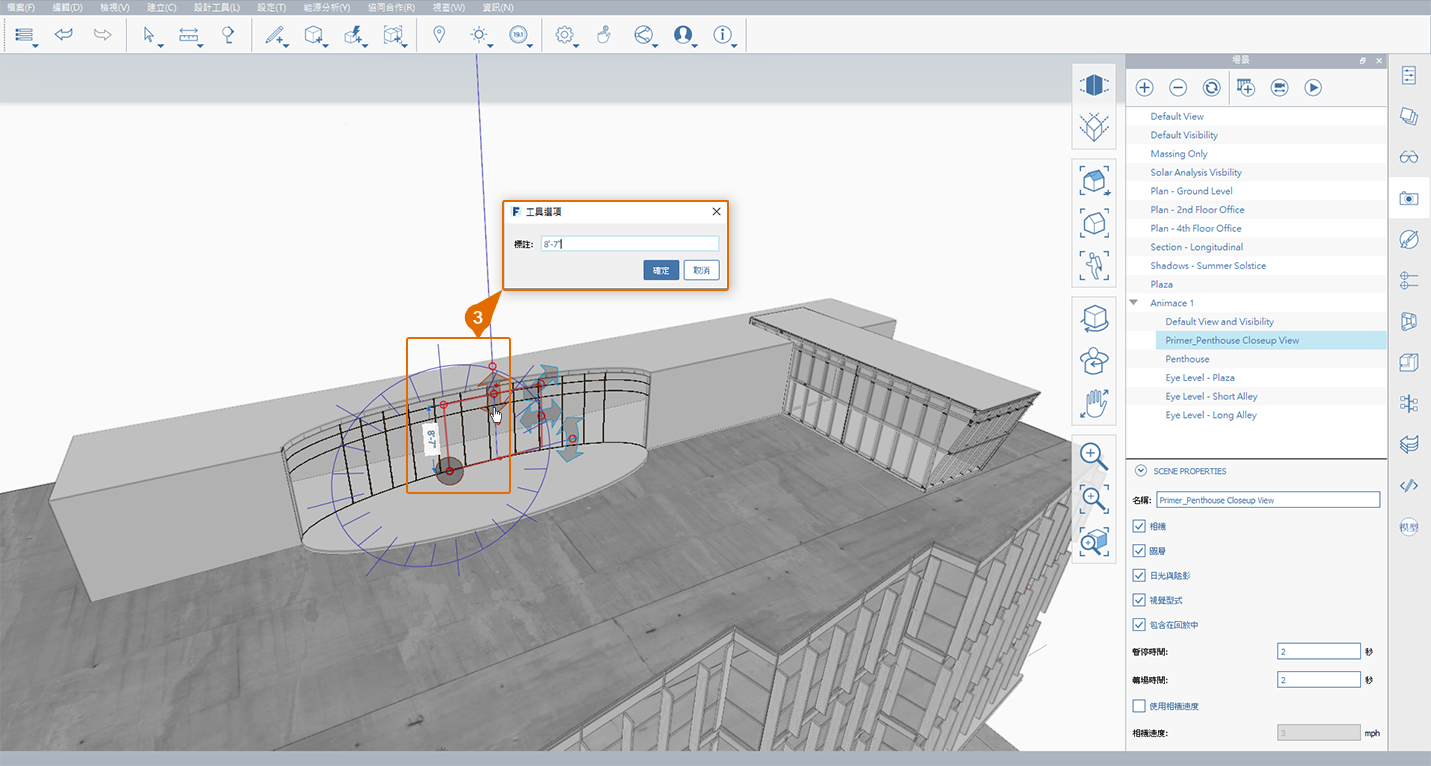 檔案(F) 編輯(D) 檢視(V) 建立(C) 設計工具(L) 設定(T) 能源分析(Y) 協同合作(R) 視窗(W) 資訊(N)
19.1
場景
Default View
Default Visibility
Massing Only
Solar Analysis Visbility
Plan - Ground Level
Plan - 2nd Floor Office
Plan - 4th Floor Office
Section - Longitudinal
Shadows - Summer Solstice
Plaza
Animace 1
Default View and Visibility
Primer_Penthouse Closeup View
Penthouse
Eye Level - Plaza
Eye Level - Short Alley
Eye Level - Long Alley
F 工具選項
標註: 8'-7"
確定 取消
3
8'-7"
SCENE PROPERTIES
名稱: Primer_Penthouse Closeup View
相機
圖層
日光與陰影
視覺型式
包含在回放中
暫停時間: 2 秒
轉場時間: 2 秒
使用相機速度
相機速度: 3 mph
模型